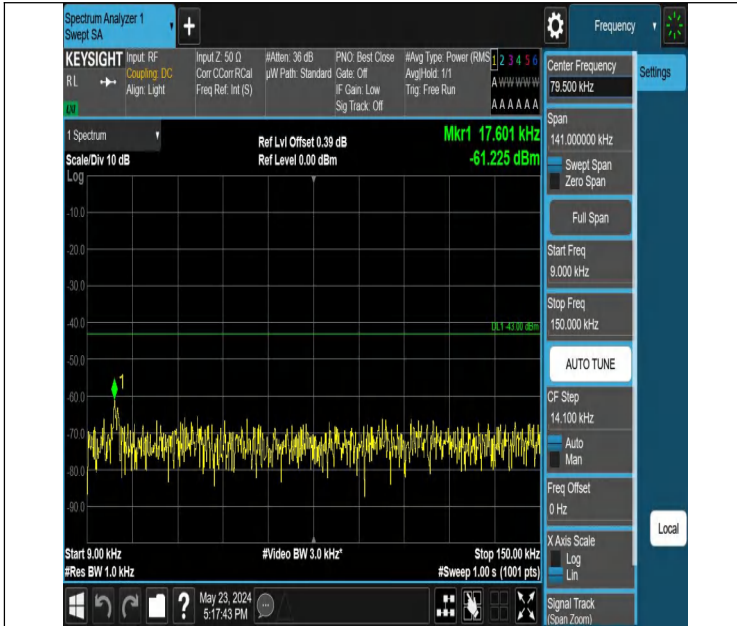 Spectrum Analyzer 1
Swept SA
+
Frequency
KEYSIGHT
RL
Input: RF
Coupling: DC
Align: Light
Input Z: 50 Ω
Corr CCorr RCal
Freq Ref: Int (S)
#Atten: 36 dB
µW Path: Standard
PNO: Best Close
Gate: Off
IF Gain: Low
Sig Track: Off
#Avg Type: Power (RMS
Avg|Hold: 1/1
Trig: Free Run
1 2 3 4 5 6
A W W W W W
A A A A A A
1 Spectrum
Scale/Div 10 dB
Log
Ref Lvl Offset 0.39 dB
Ref Level 0.00 dBm
Mkr1 17.601 kHz
-61.225 dBm
-10.0
-20.0
-30.0
-40.0
-50.0
-60.0
-70.0
-80.0
-90.0
DL1 -43.00 dBm
1
Start 9.00 kHz
#Res BW 1.0 kHz
#Video BW 3.0 kHz*
Stop 150.00 kHz
#Sweep 1.00 s (1001 pts)
May 23, 2024
5:17:43 PM
?
Center Frequency
79.500 kHz
Settings
Span
141.000000 kHz
Swept Span
Zero Span
Full Span
Start Freq
9.000 kHz
Stop Freq
150.000 kHz
AUTO TUNE
CF Step
14.100 kHz
Auto
Man
Freq Offset
0 Hz
X Axis Scale
Log
Lin
Local
Signal Track
(Span Zoom)